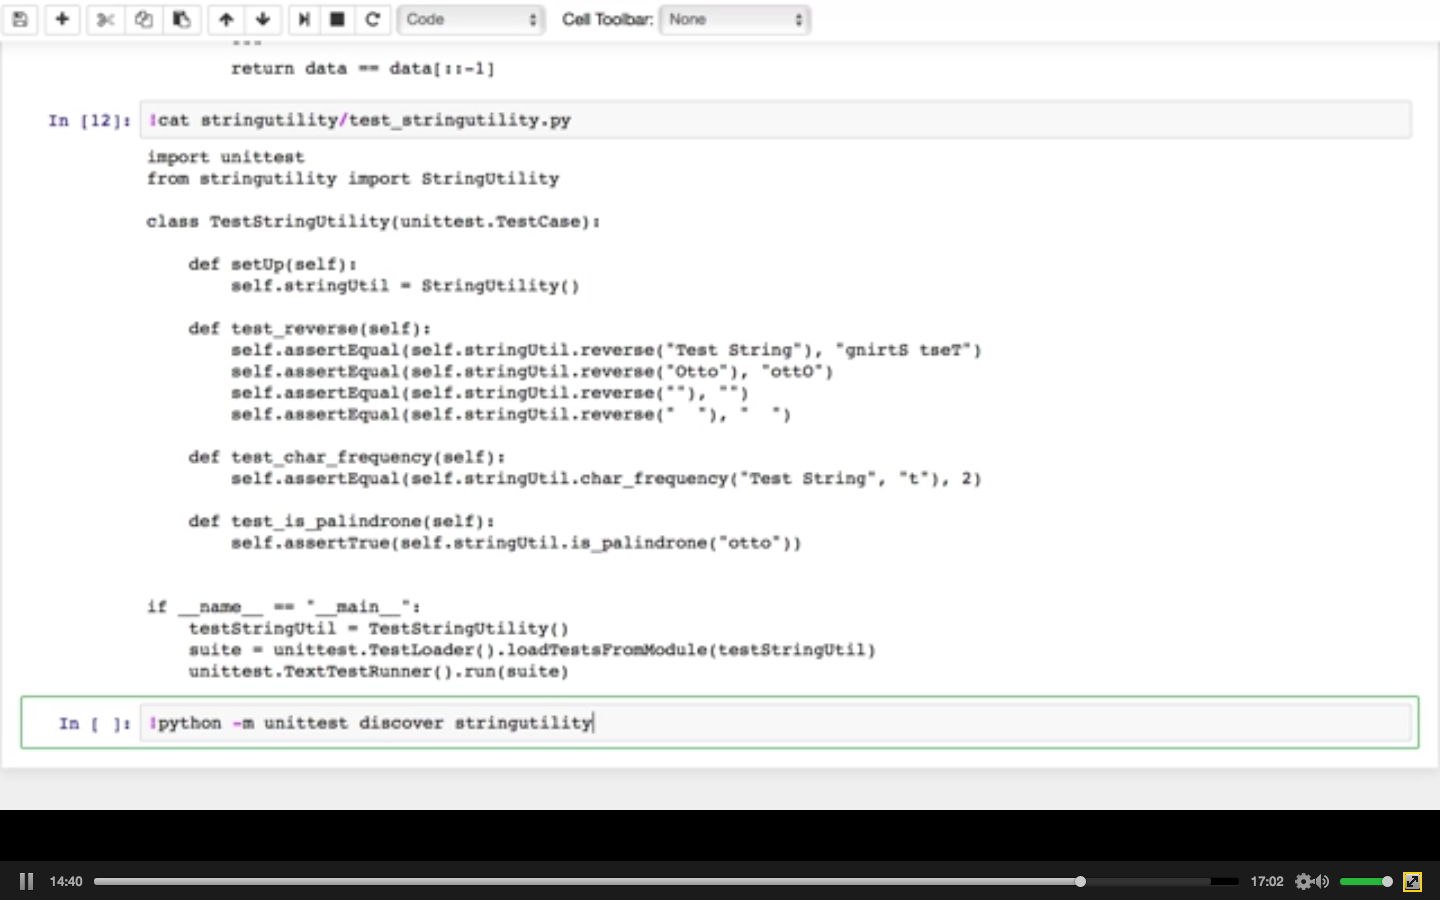 Code Cell Toolbar: None
return data == data[::-1]
In [12]: !cat stringutility/test_stringutility.py
import unittest
from stringutility import StringUtility
class TestStringUtility(unittest.TestCase):
def setUp(self):
self.stringUtil = StringUtility()
def test_reverse(self):
self.assertEqual(self.stringUtil.reverse("Test String"), "gnirtS tseT")
self.assertEqual(self.stringUtil.reverse("Otto"), "ottO")
self.assertEqual(self.stringUtil.reverse(""), "")
self.assertEqual(self.stringUtil.reverse("  "), "  ")
def test_char_frequency(self):
self.assertEqual(self.stringUtil.char_frequency("Test String", "t"), 2)
def test_is_palindrone(self):
self.assertTrue(self.stringUtil.is_palindrone("otto"))
if __name__ == "__main__":
testStringUtil = TestStringUtility()
suite = unittest.TestLoader().loadTestsFromModule(testStringUtil)
unittest.TextTestRunner().run(suite)
In [ ]: !python -m unittest discover stringutility
14:40 17:02